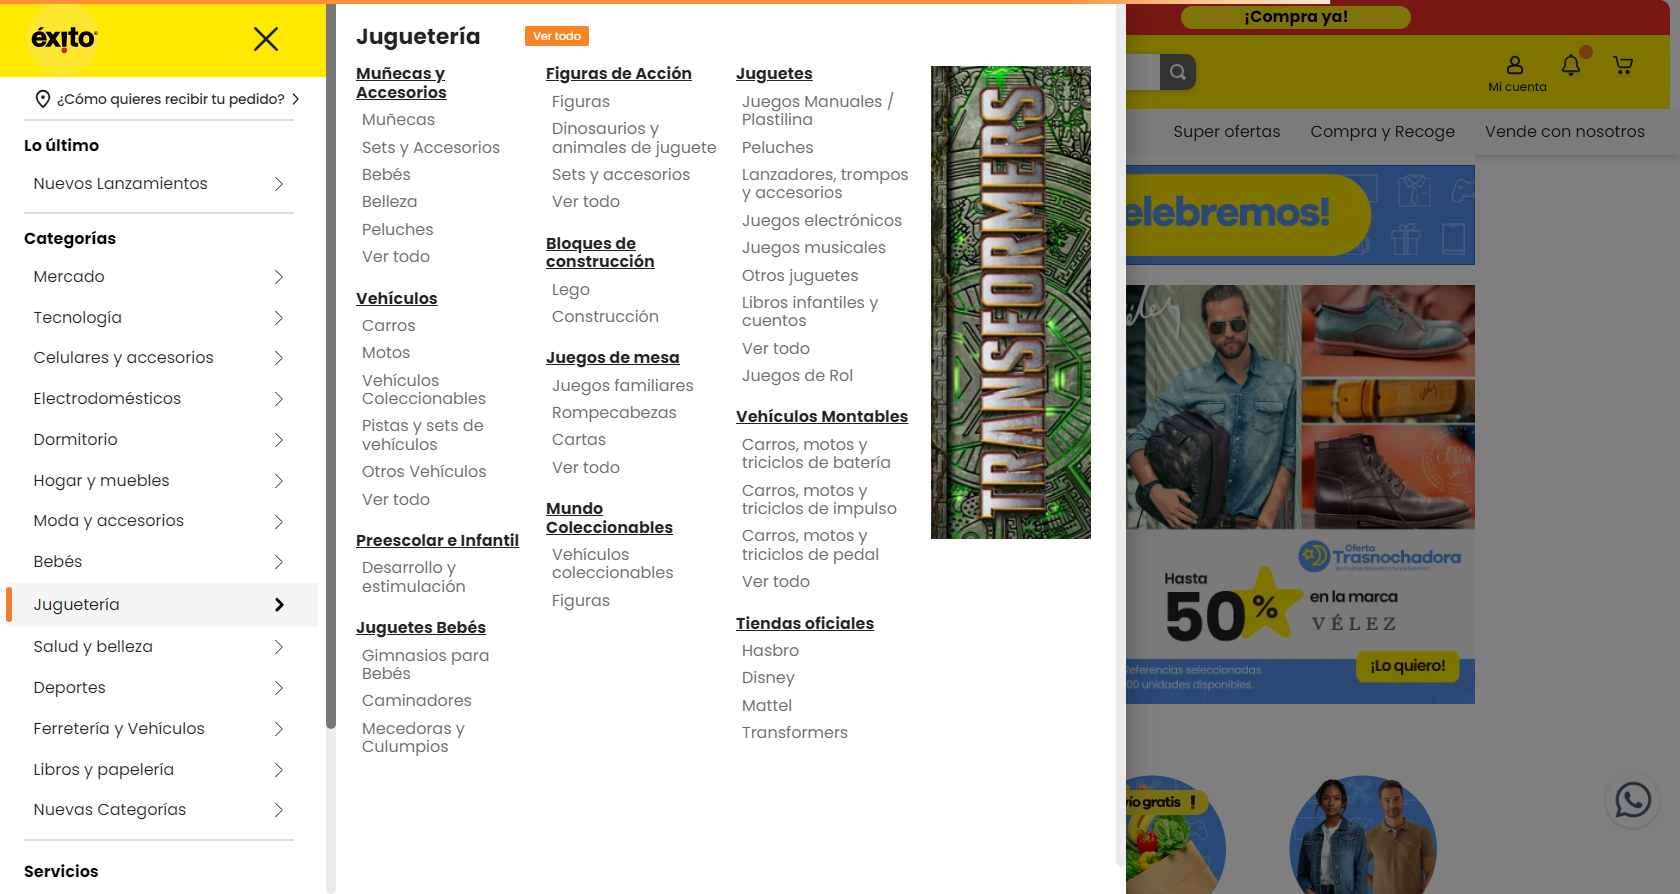 éxito
¿Cómo quieres recibir tu pedido?
Lo último
Nuevos Lanzamientos
Categorías
Mercado
Tecnología
Celulares y accesorios
Electrodomésticos
Dormitorio
Hogar y muebles
Moda y accesorios
Bebés
Juguetería
Salud y belleza
Deportes
Ferretería y Vehículos
Libros y papelería
Nuevas Categorías
Servicios
Juguetería
Ver todo
Muñecas y
Accesorios
Muñecas
Sets y Accesorios
Bebés
Belleza
Peluches
Ver todo
Vehículos
Carros
Motos
Vehículos
Coleccionables
Pistas y sets de
vehículos
Otros Vehículos
Ver todo
Preescolar e Infantil
Desarrollo y
estimulación
Juguetes Bebés
Gimnasios para
Bebés
Caminadores
Mecedoras y
Culumpios
Figuras de Acción
Figuras
Dinosaurios y
animales de juguete
Sets y accesorios
Ver todo
Bloques de
construcción
Lego
Construcción
Juegos de mesa
Juegos familiares
Rompecabezas
Cartas
Ver todo
Mundo
Coleccionables
Vehículos
coleccionables
Figuras
Juguetes
Juegos Manuales /
Plastilina
Peluches
Lanzadores, trompos
y accesorios
Juegos electrónicos
Juegos musicales
Otros juguetes
Libros infantiles y
cuentos
Ver todo
Juegos de Rol
Vehículos Montables
Carros, motos y
triciclos de batería
Carros, motos y
triciclos de impulso
Carros, motos y
triciclos de pedal
Ver todo
Tiendas oficiales
Hasbro
Disney
Mattel
Transformers
TRANSFORMERS
¡Compra ya!
Mi cuenta
Super ofertas
Compra y Recoge
Vende con nosotros
elebremos!
Oferta
Trasnochadora
Hasta
50%
en la marca
VÉLEZ
¡Lo quiero!
referencias seleccionadas.
00 unidades disponibles.
ío gratis !